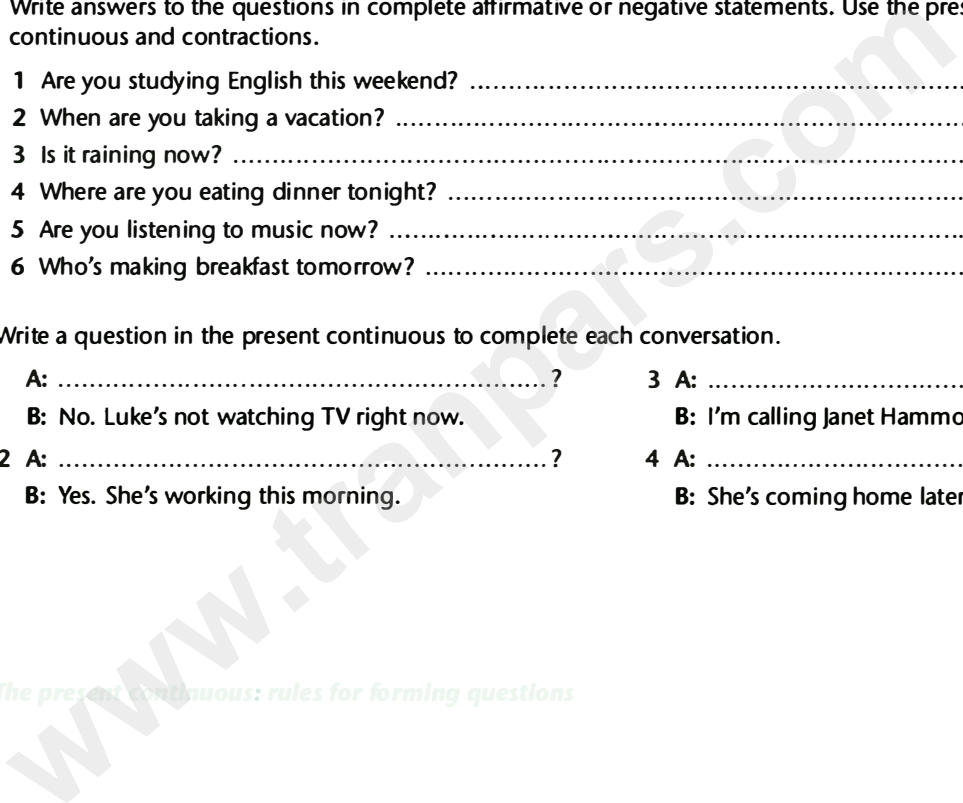 Write answers to the questions in complete affirmative or negative statements. Use the
continuous and contractions.
1 Are you studying English this weekend? ......................................................................
2 When are you taking a vacation? ......................................................................
3 Is it raining now? ......................................................................
4 Where are you eating dinner tonight? ......................................................................
5 Are you listening to music now? ......................................................................
6 Who's making breakfast tomorrow? ......................................................................
Write a question in the present continuous to complete each conversation.
A: ..............................................................?
B: No. Luke's not watching TV right now.
2 A: ..............................................................?
B: Yes. She's working this morning.
3 A: .................................
B: I'm calling Janet
4 A: .................................
B: She's coming home later
The present continuous: rules for forming questions
www.tranpars.com